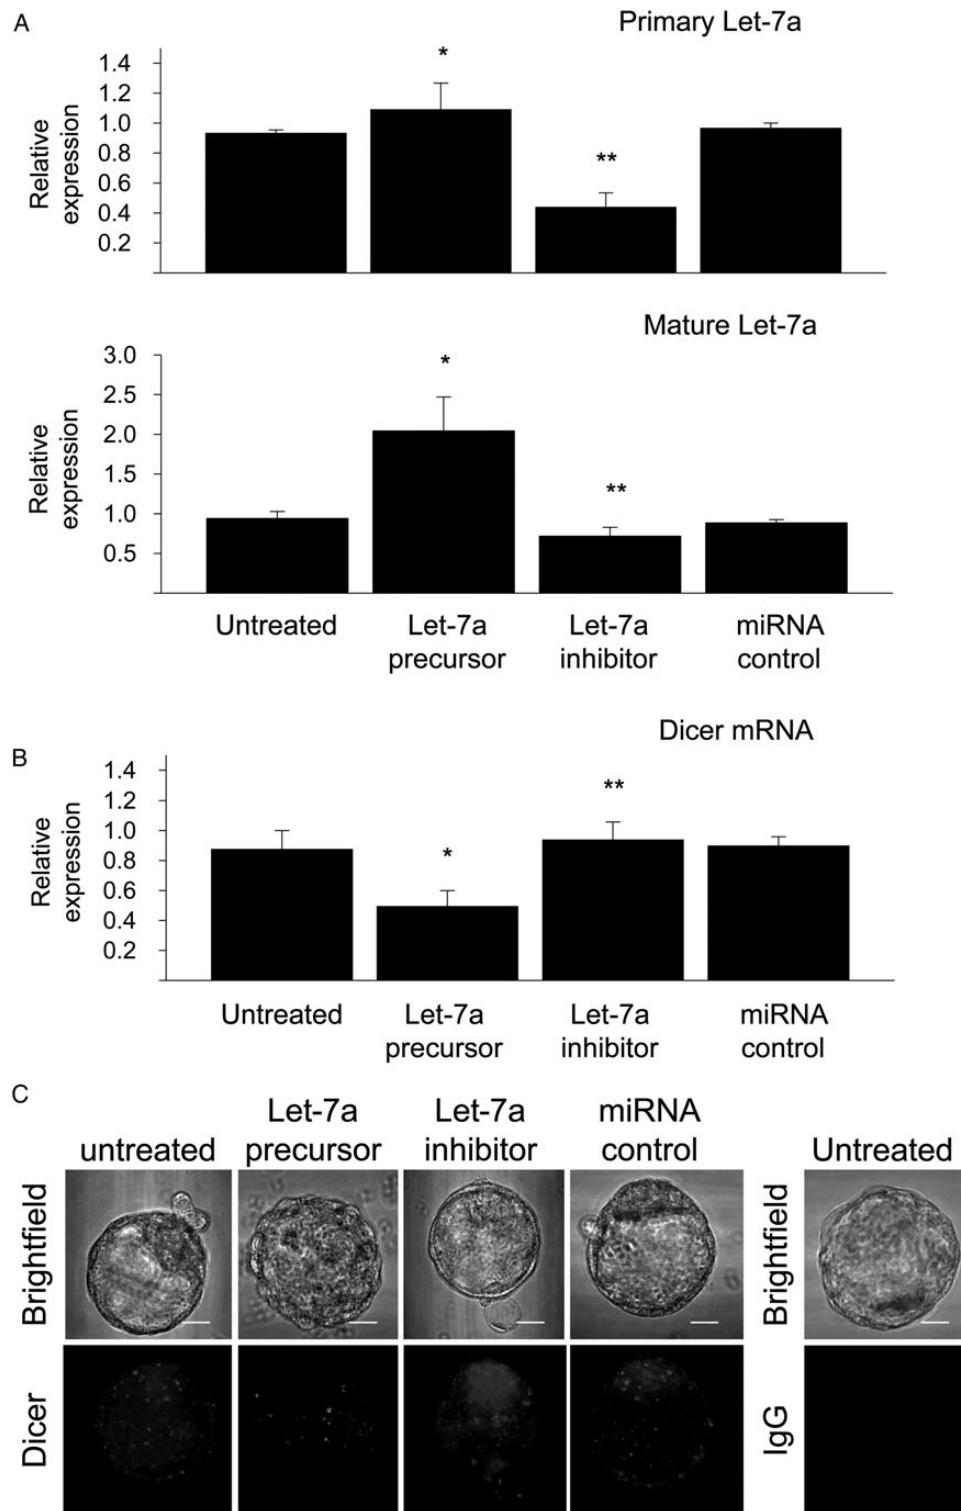 A
Primary Let-7a
Relative
expression
1.4
1.2
1.0
0.8
0.6
0.4
0.2
*
**
Mature Let-7a
Relative
expression
3.0
2.5
2.0
1.5
1.0
0.5
*
**
Untreated
Let-7a
precursor
Let-7a
inhibitor
miRNA
control
B
Dicer mRNA
Relative
expression
1.4
1.2
1.0
0.8
0.6
0.4
0.2
*
**
Untreated
Let-7a
precursor
Let-7a
inhibitor
miRNA
control
C
untreated
Let-7a
precursor
Let-7a
inhibitor
miRNA
control
Untreated
Brightfield
Brightfield
Dicer
IgG